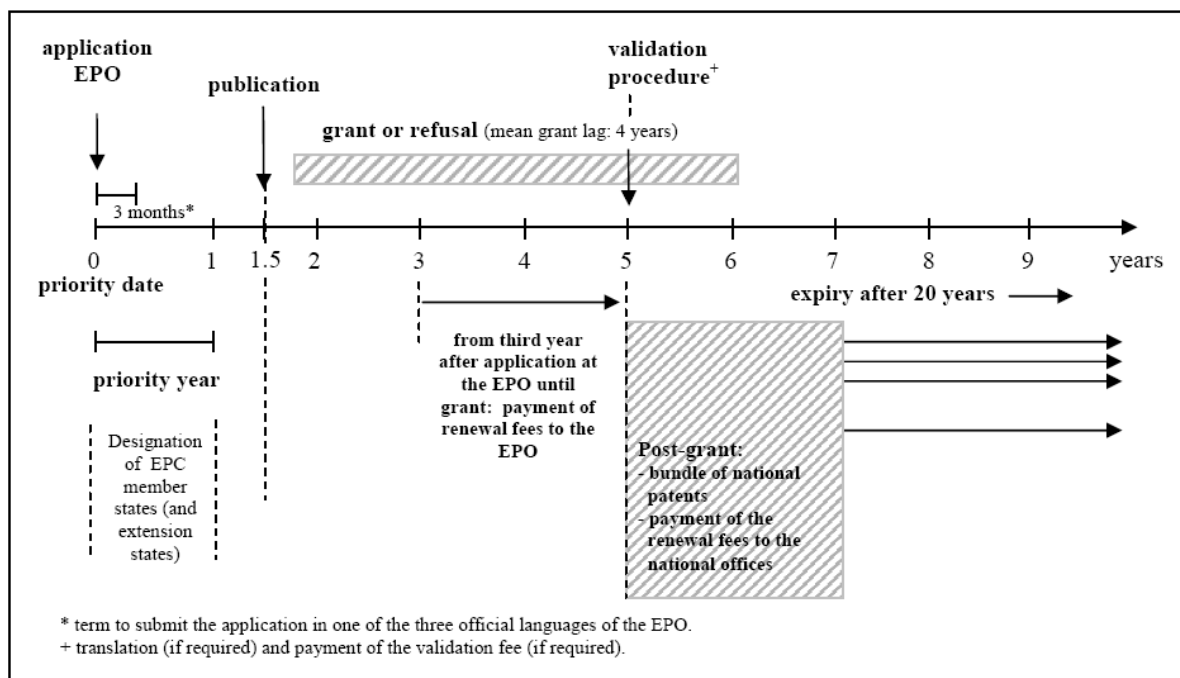 application
EPO
publication
validation
procedure+
grant or refusal (mean grant lag: 4 years)
3 months*
0 1 1.5 2 3 4 5 6 7 8 9 years
priority date
expiry after 20 years
priority year
from third year
after application at
the EPO until
grant: payment of
renewal fees to the
EPO
Designation
of EPC
member
states (and
extension
states)
Post-grant:
- bundle of national
patents
- payment of the
renewal fees to the
national offices
* term to submit the application in one of the three official languages of the EPO.
+ translation (if required) and payment of the validation fee (if required).